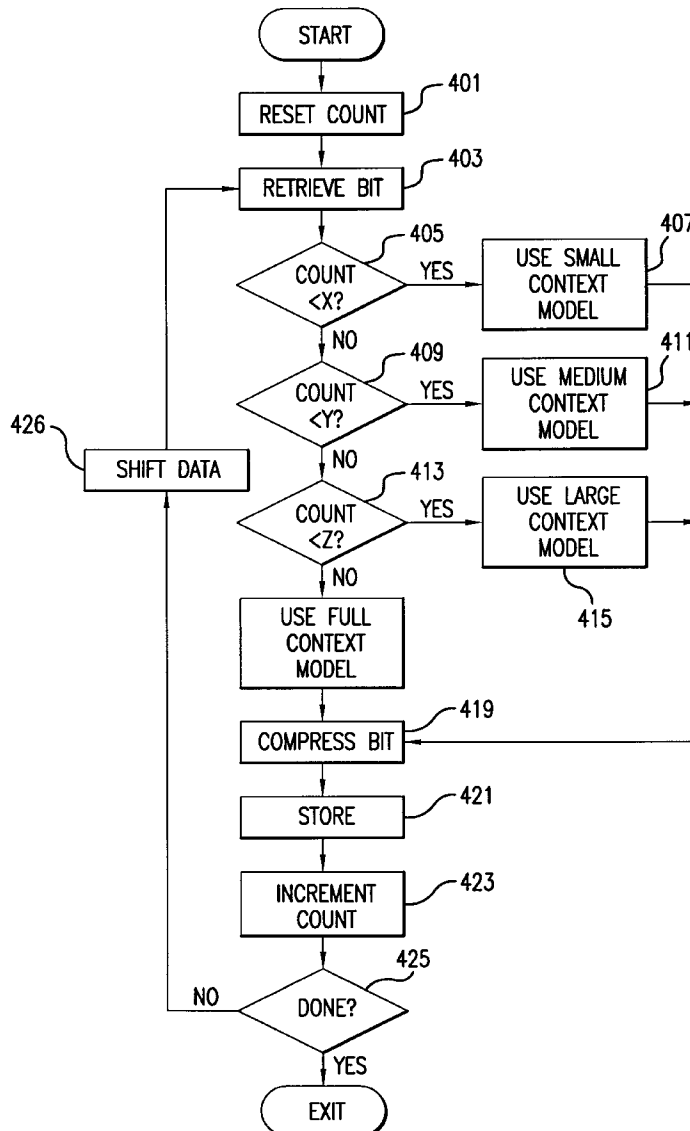 START
401
RESET COUNT
403
RETRIEVE BIT
405
COUNT
<X?
YES
407
USE SMALL
CONTEXT
MODEL
NO
409
COUNT
<Y?
YES
411
USE MEDIUM
CONTEXT
MODEL
426
SHIFT DATA
NO
413
COUNT
<Z?
YES
USE LARGE
CONTEXT
MODEL
415
NO
USE FULL
CONTEXT
MODEL
419
COMPRESS BIT
421
STORE
423
INCREMENT
COUNT
425
NO
DONE?
YES
EXIT